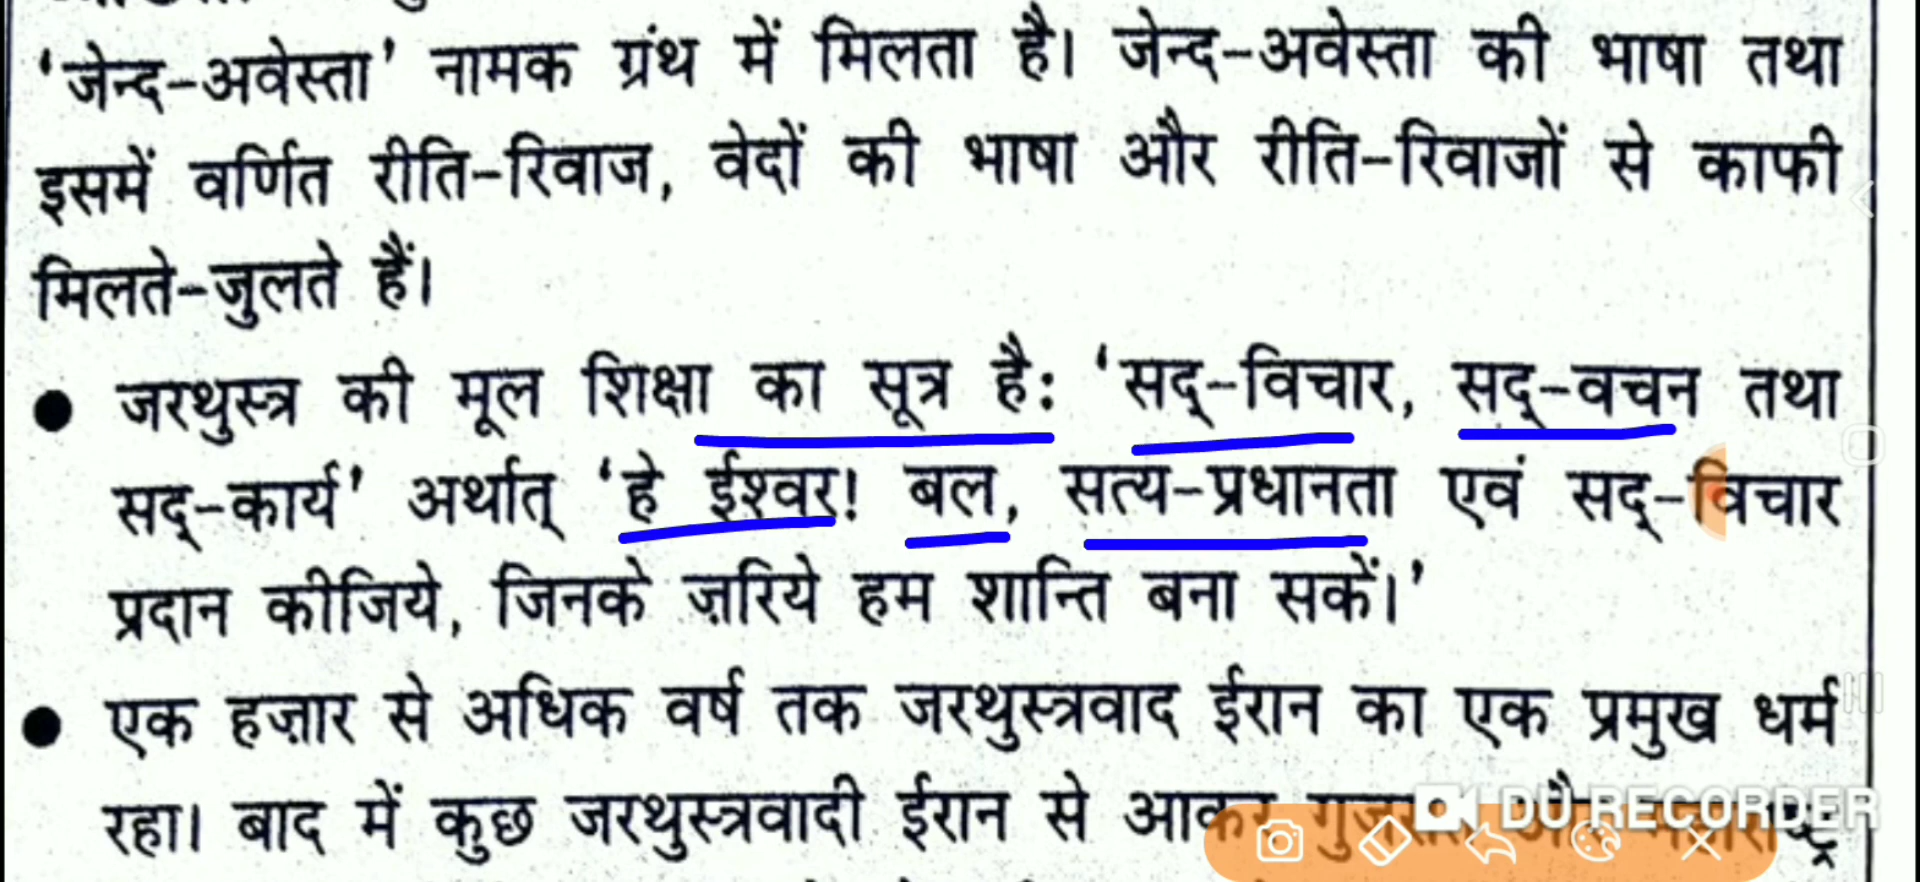 'जेन्द-अवेस्ता' नामक ग्रंथ में मिलता है। जेन्द-अवेस्ता की भाषा तथा
इसमें वर्णित रीति-रिवाज, वेदों की भाषा और रीति-रिवाजों से काफी
मिलते-जुलते हैं।
● जरथुस्त्र की मूल शिक्षा का सूत्र है: 'सद्-विचार, सद्-वचन तथा
सद्-कार्य' अर्थात् 'हे ईश्वर! बल, सत्य-प्रधानता एवं सद्-विचार
प्रदान कीजिये, जिनके ज़रिये हम शान्ति बना सकें।'
● एक हज़ार से अधिक वर्ष तक जरथुस्त्रवाद ईरान का एक प्रमुख धर्म
रहा। बाद में कुछ जरथुस्त्रवादी ईरान से आकर
DU RECORDER